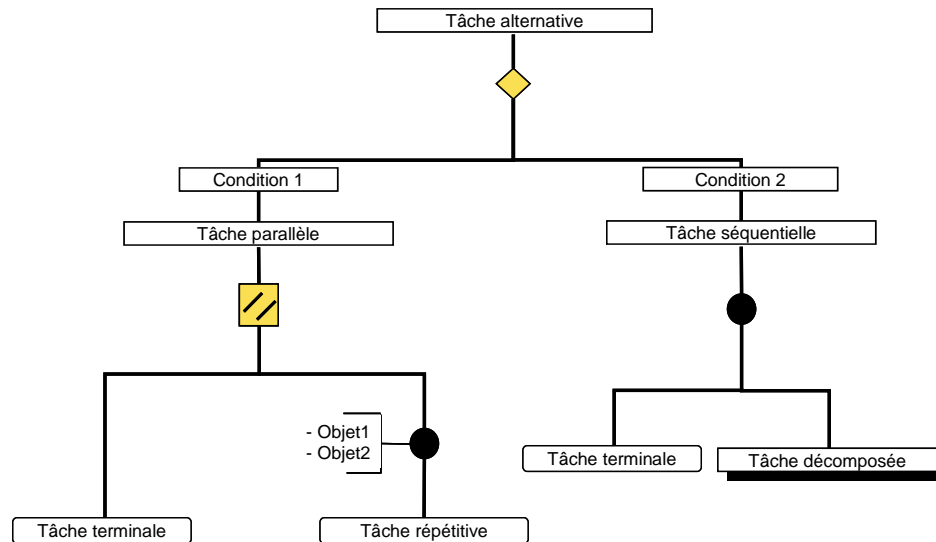 Tâche alternative
Condition 1
Condition 2
Tâche parallèle
Tâche séquentielle
- Objet1
- Objet2
Tâche terminale
Tâche décomposée
Tâche terminale
Tâche répétitive